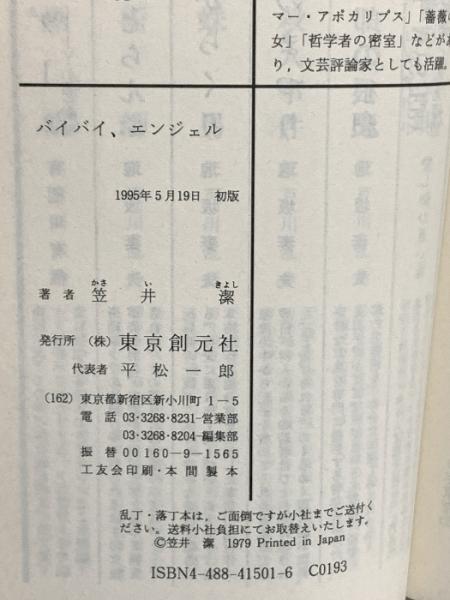 マー・アポカリプス」「薔薇の
女」「哲学者の密室」などがあ
り，文芸評論家としても活躍。
バイバイ、エンジェル
1995年5月19日 初版
著者 笠井潔
かさ い きよし
発行所 (株) 東京創元社
代表者 平松一郎
(162) 東京都新宿区新小川町1-5
電話 03・3268・8231-営業部
03・3268・8204-編集部
振替 00160-9-1565
工友会印刷・本間製本
乱丁・落丁本は，ご面倒ですが小社までご送付く
ださい。送料小社負担にてお取替えいたします。
©笠井 潔 1979 Printed in Japan
ISBN4-488-41501-6 C0193